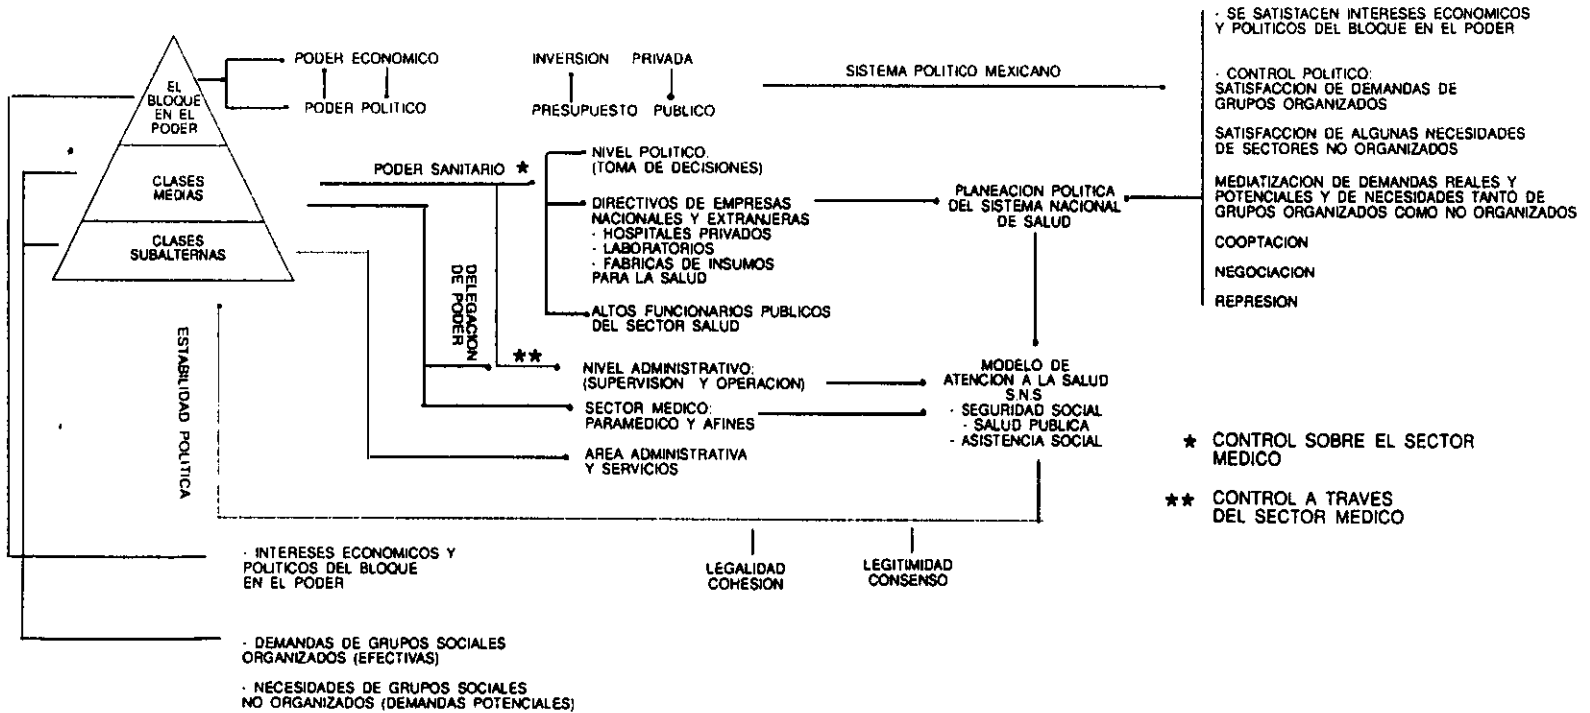 EL
BLOQUE
EN EL
PODER
CLASES
MEDIAS
CLASES
SUBALTERNAS
PODER ECONOMICO
PODER POLITICO
INVERSION PRIVADA
PRESUPUESTO PUBLICO
SISTEMA POLITICO MEXICANO
· SE SATISTACEN INTERESES ECONOMICOS
Y POLITICOS DEL BLOQUE EN EL PODER
· CONTROL POLITICO:
SATISFACCION DE DEMANDAS DE
GRUPOS ORGANIZADOS
SATISFACCION DE ALGUNAS NECESIDADES
DE SECTORES NO ORGANIZADOS
MEDIATIZACION DE DEMANDAS REALES Y
POTENCIALES Y DE NECESIDADES TANTO DE
GRUPOS ORGANIZADOS COMO NO ORGANIZADOS
COOPTACION
NEGOCIACION
REPRESION
PODER SANITARIO *
NIVEL POLITICO:
(TOMA DE DECISIONES)
DIRECTIVOS DE EMPRESAS
NACIONALES Y EXTRANJERAS
· HOSPITALES PRIVADOS
· LABORATORIOS
· FABRICAS DE INSUMOS
PARA LA SALUD
ALTOS FUNCIONARIOS PUBLICOS
DEL SECTOR SALUD
PLANEACION POLITICA
DEL SISTEMA NACIONAL
DE SALUD
DELEGACION
DE PODER
**
NIVEL ADMINISTRATIVO:
(SUPERVISION Y OPERACION)
SECTOR MEDICO:
PARAMEDICO Y AFINES
AREA ADMINISTRATIVA
Y SERVICIOS
MODELO DE
ATENCION A LA SALUD
S.N.S
· SEGURIDAD SOCIAL
· SALUD PUBLICA
· ASISTENCIA SOCIAL
ESTABILIDAD POLITICA
* CONTROL SOBRE EL SECTOR
MEDICO
** CONTROL A TRAVES
DEL SECTOR MEDICO
· INTERESES ECONOMICOS Y
POLITICOS DEL BLOQUE
EN EL PODER
LEGALIDAD
COHESION
LEGITIMIDAD
CONSENSO
· DEMANDAS DE GRUPOS SOCIALES
ORGANIZADOS (EFECTIVAS)
· NECESIDADES DE GRUPOS SOCIALES
NO ORGANIZADOS (DEMANDAS POTENCIALES)